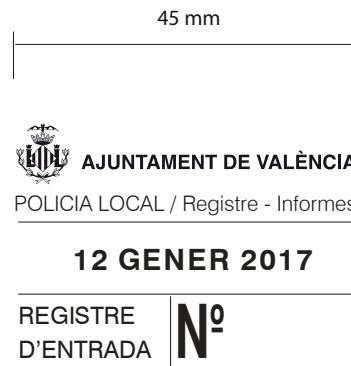 45 mm
AJUNTAMENT DE VALÈNCIA
POLICIA LOCAL / Registre - Informes
12 GENER 2017
REGISTRE
D’ENTRADA
Nº